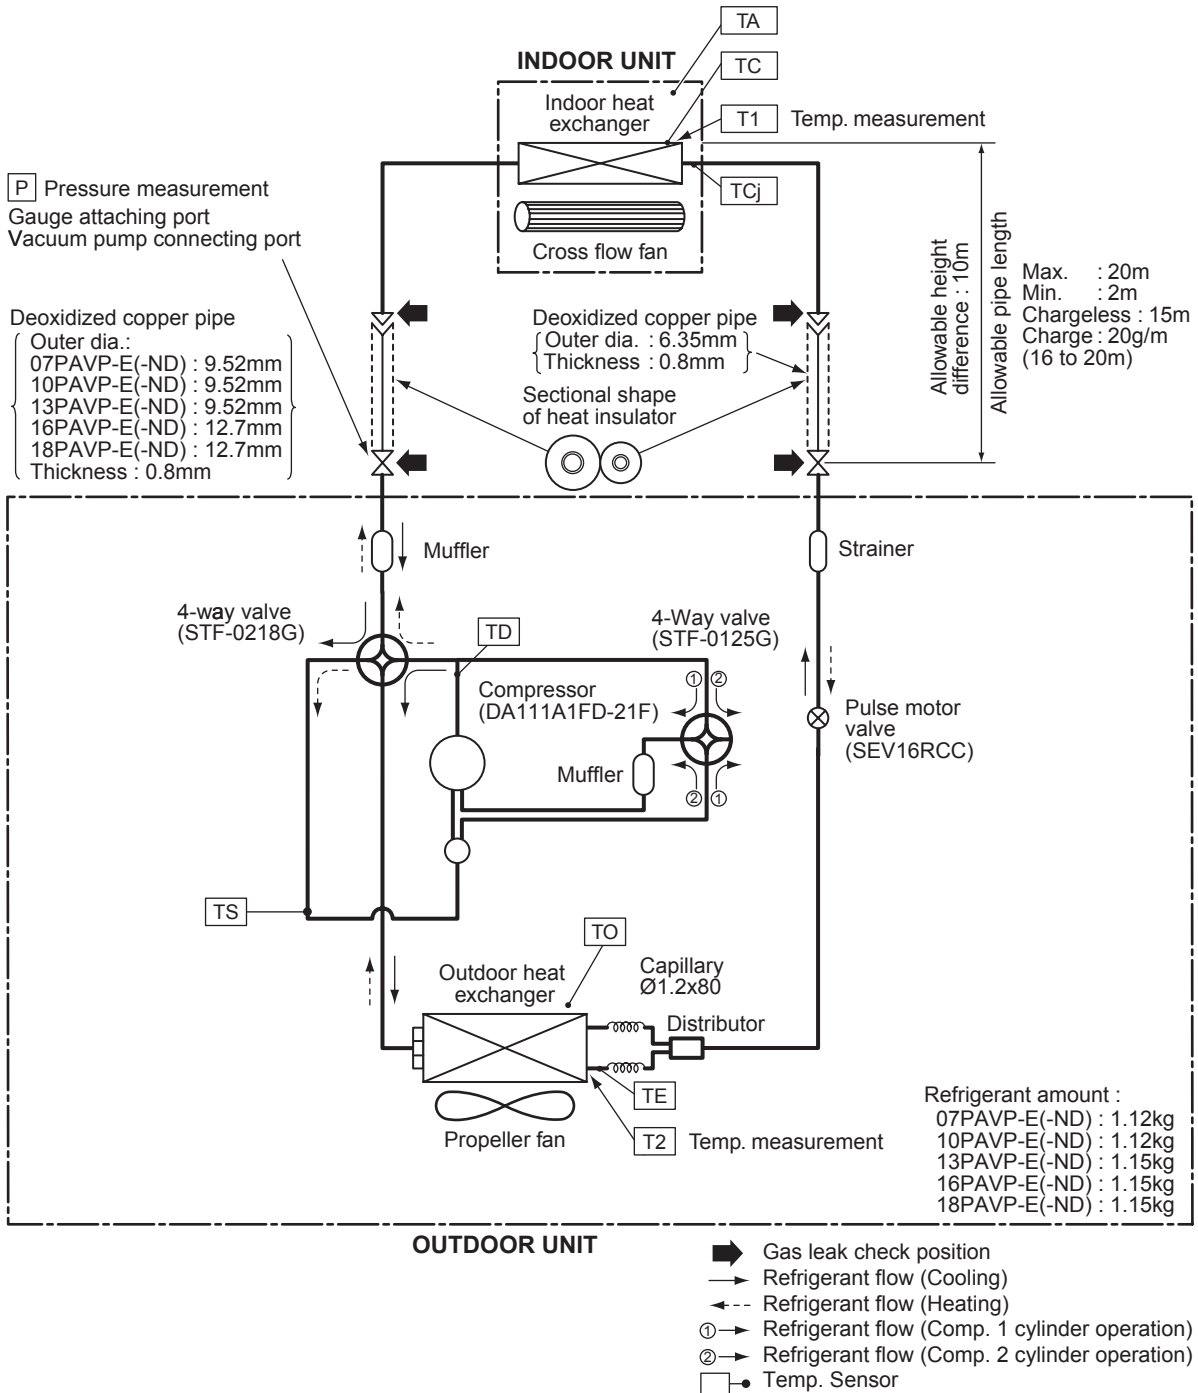 TA
INDOOR UNIT
TC
Indoor heat
exchanger
T1 Temp. measurement
TCj
Cross flow fan
P Pressure measurement
Gauge attaching port
Vacuum pump connecting port
Deoxidized copper pipe
Outer dia.:
07PAVP-E(-ND) : 9.52mm
10PAVP-E(-ND) : 9.52mm
13PAVP-E(-ND) : 9.52mm
16PAVP-E(-ND) : 12.7mm
18PAVP-E(-ND) : 12.7mm
Thickness : 0.8mm
Deoxidized copper pipe
Outer dia. : 6.35mm
Thickness : 0.8mm
Sectional shape
of heat insulator
Allowable height
difference : 10m
Allowable pipe length
Max. : 20m
Min. : 2m
Chargeless : 15m
Charge : 20g/m
(16 to 20m)
Muffler
Strainer
4-way valve
(STF-0218G)
TD
4-Way valve
(STF-0125G)
① ②
Compressor
(DA111A1FD-21F)
Pulse motor
valve
(SEV16RCC)
Muffler
② ①
TS
TO
Outdoor heat
exchanger
Capillary
Ø1.2x80
Distributor
TE
Propeller fan
T2 Temp. measurement
Refrigerant amount :
07PAVP-E(-ND) : 1.12kg
10PAVP-E(-ND) : 1.12kg
13PAVP-E(-ND) : 1.15kg
16PAVP-E(-ND) : 1.15kg
18PAVP-E(-ND) : 1.15kg
OUTDOOR UNIT
Gas leak check position
Refrigerant flow (Cooling)
Refrigerant flow (Heating)
① Refrigerant flow (Comp. 1 cylinder operation)
② Refrigerant flow (Comp. 2 cylinder operation)
Temp. Sensor